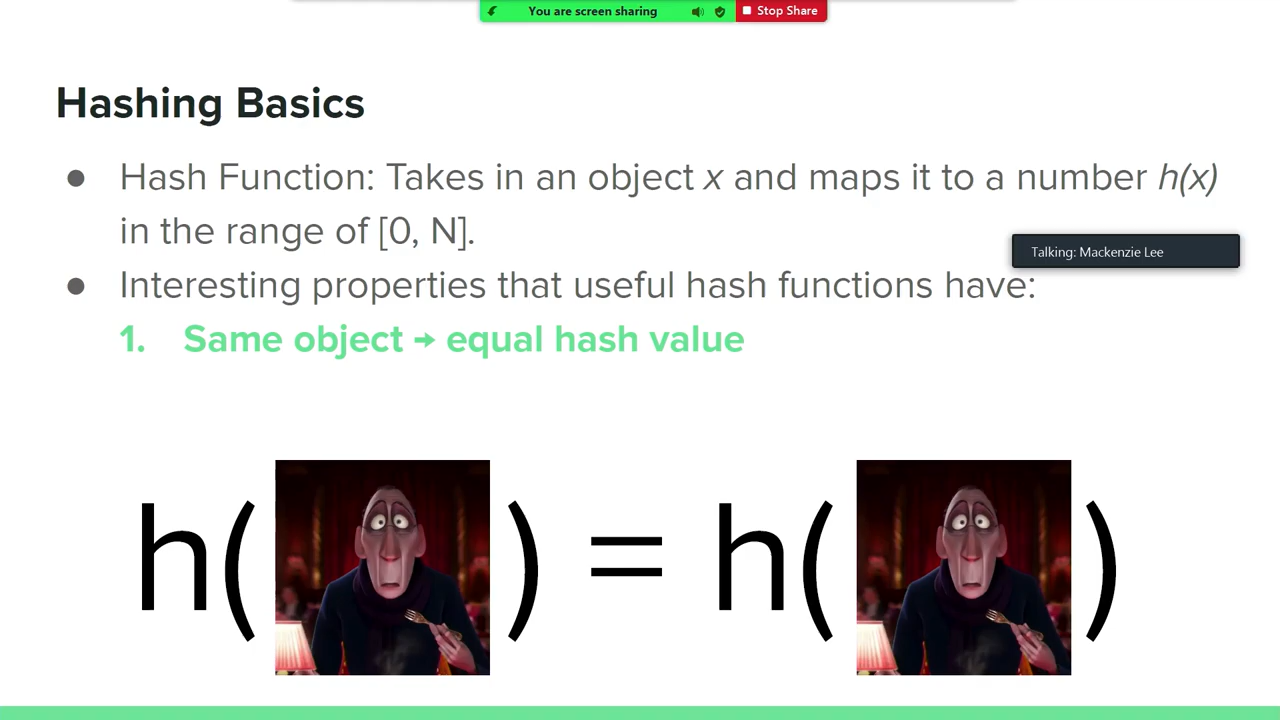 You are screen sharing
Stop Share
Hashing Basics
● Hash Function: Takes in an object x and maps it to a number h(x)
in the range of [0, N].
Talking: Mackenzie Lee
● Interesting properties that useful hash functions have:
1. Same object → equal hash value
h( ) = h( )